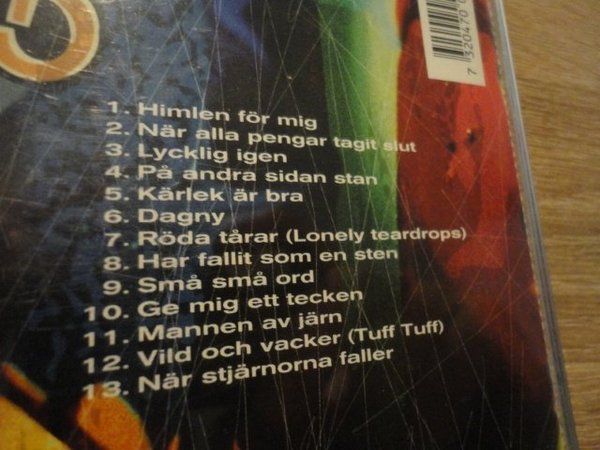 1. Himlen för mig
2. När alla pengar tagit slut
3. Lycklig igen
4. På andra sidan stan
5. Kärlek är bra
6. Dagny
7. Röda tårar (Lonely teardrops)
8. Har fallit som en sten
9. Små små ord
10. Ge mig ett tecken
11. Mannen av järn
12. Vild och vacker (Tuff Tuff)
13. När stjärnorna faller
7 320470